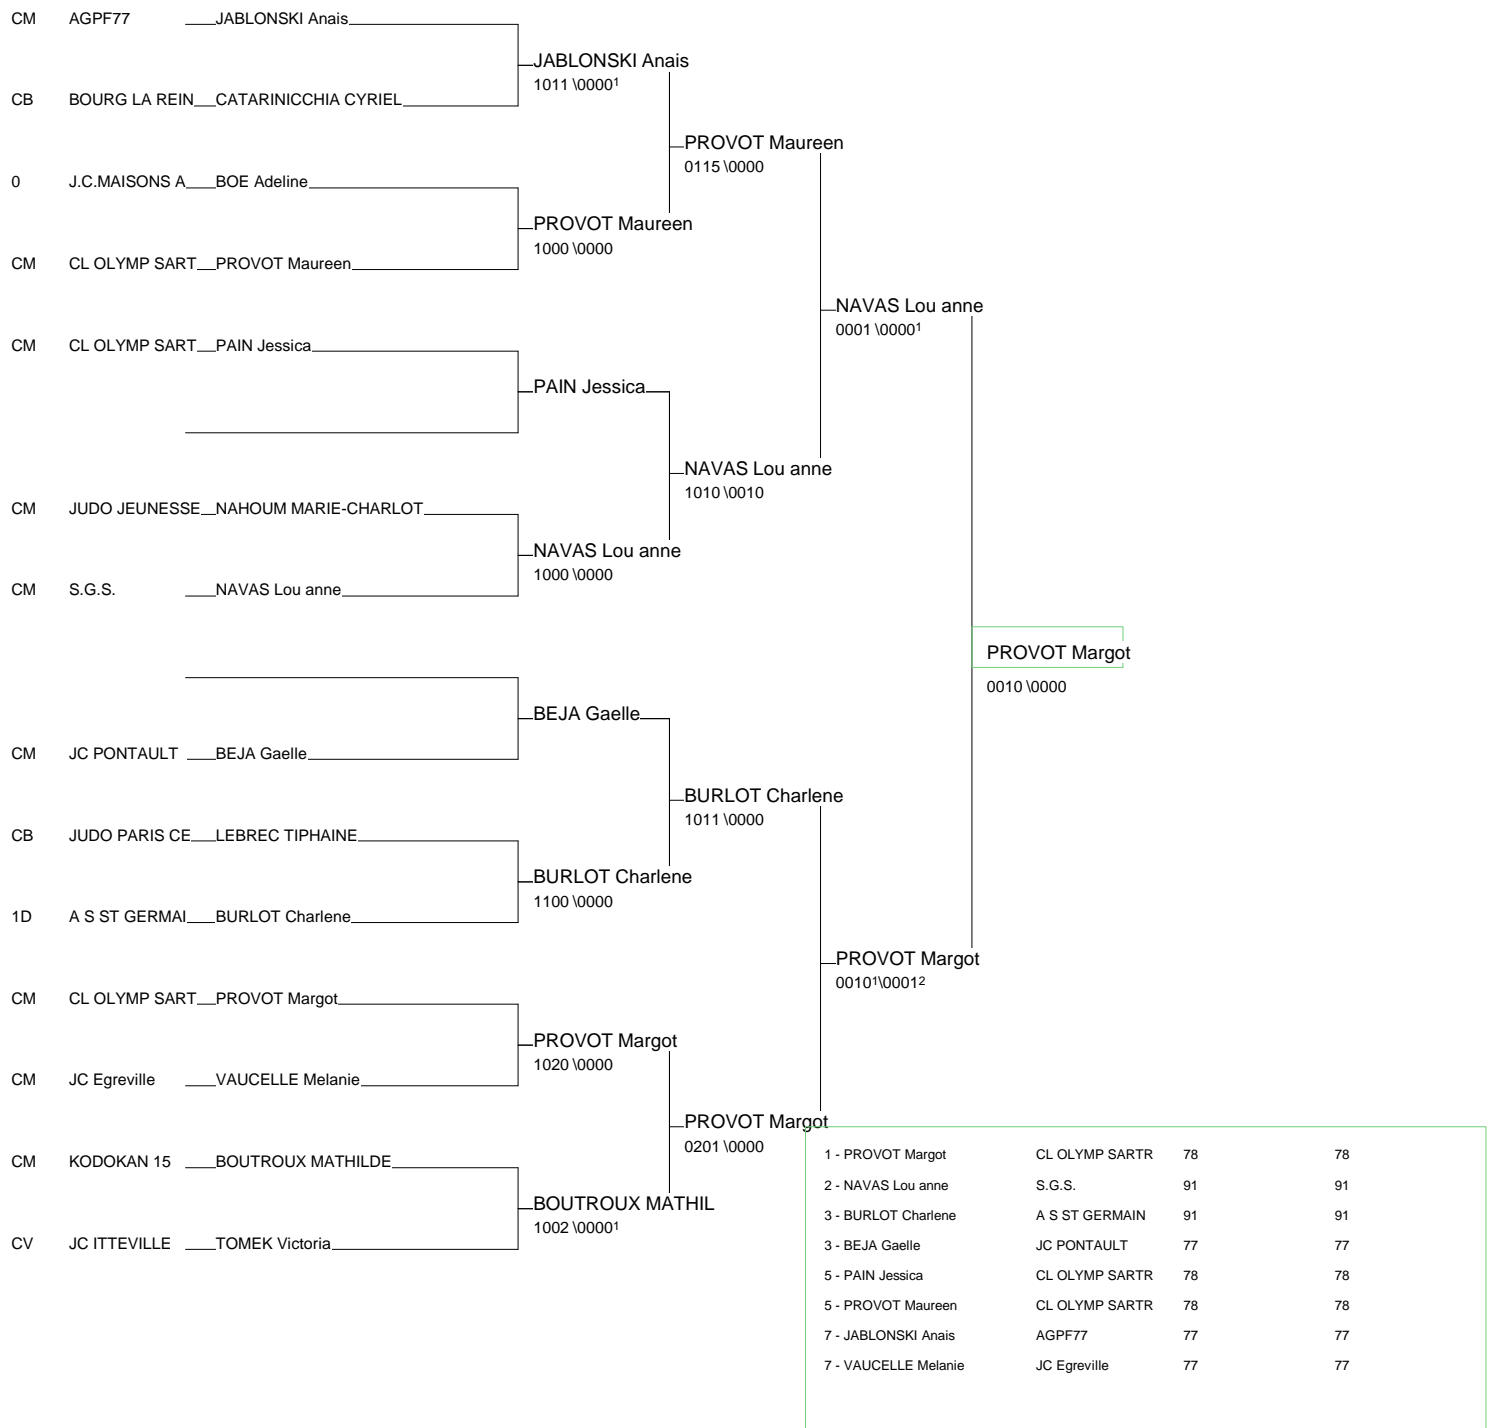 CM AGPF77 JABLONSKI Anais
JABLONSKI Anais
1011 \0000¹
CB BOURG LA REIN CATARINICCHIA CYRIEL
PROVOT Maureen
0115 \0000
0 J.C.MAISONS A BOE Adeline
PROVOT Maureen
1000 \0000
CM CL OLYMP SART PROVOT Maureen
NAVAS Lou anne
0001 \0000¹
CM CL OLYMP SART PAIN Jessica
PAIN Jessica
NAVAS Lou anne
1010 \0010
CM JUDO JEUNESSE NAHOUM MARIE-CHARLOT
NAVAS Lou anne
1000 \0000
CM S.G.S. NAVAS Lou anne
PROVOT Margot
0010 \0000
BEJA Gaelle
CM JC PONTAULT BEJA Gaelle
BURLOT Charlene
1011 \0000
CB JUDO PARIS CE LEBREC TIPHAINE
BURLOT Charlene
1100 \0000
1D A S ST GERMAI BURLOT Charlene
PROVOT Margot
0010¹\0001²
CM CL OLYMP SART PROVOT Margot
PROVOT Margot
1020 \0000
CM JC Egreville VAUCELLE Melanie
PROVOT Margot
0201 \0000
CM KODOKAN 15 BOUTROUX MATHILDE
BOUTROUX MATHIL
1002 \0000¹
CV JC ITTEVILLE TOMEK Victoria
1 - PROVOT Margot CL OLYMP SARTR 78 78
2 - NAVAS Lou anne S.G.S. 91 91
3 - BURLOT Charlene A S ST GERMAIN 91 91
3 - BEJA Gaelle JC PONTAULT 77 77
5 - PAIN Jessica CL OLYMP SARTR 78 78
5 - PROVOT Maureen CL OLYMP SARTR 78 78
7 - JABLONSKI Anais AGPF77 77 77
7 - VAUCELLE Melanie JC Egreville 77 77